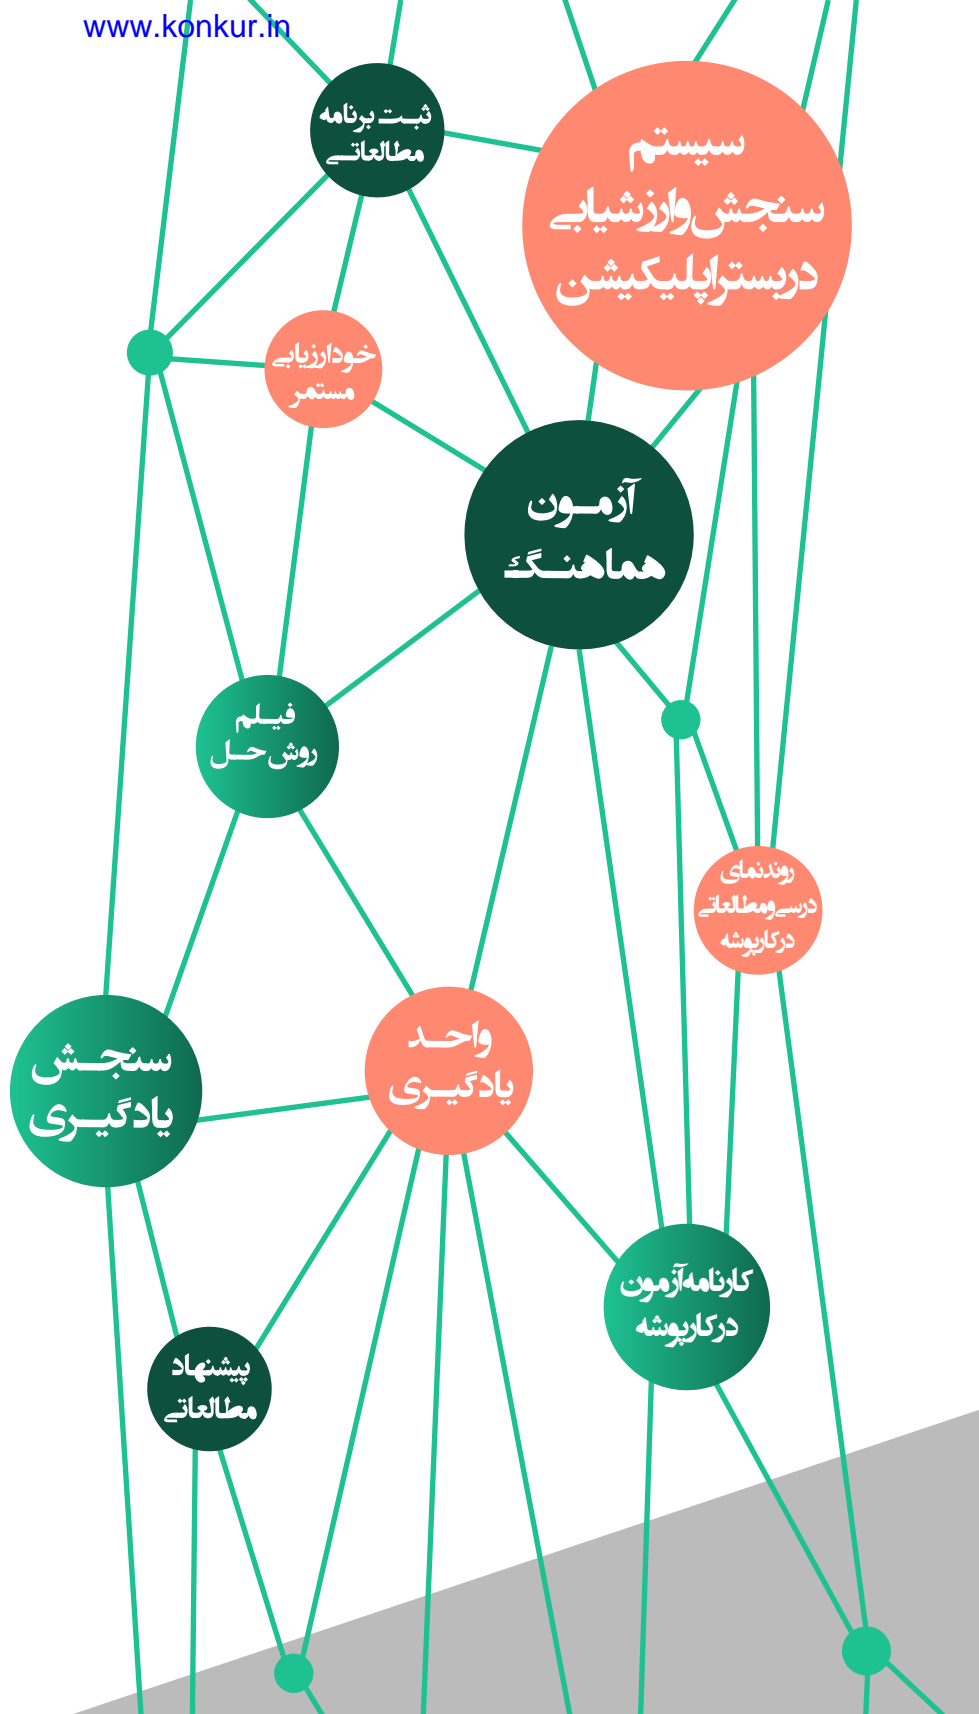 www.konkur.in
ثبت برنامه
مطالعاتی
سیستم
سنجش و ارزشیابی
در بستر اپلیکیشن
خودارزیابی
مستمر
آزمون
هماهنگ
فیلم
روش حل
روندنمای
درسی و مطالعاتی
در کارپوشه
واحد
یادگیری
سنجش
یادگیری
کارنامه آزمون
در کارپوشه
پیشنهاد
مطالعاتی